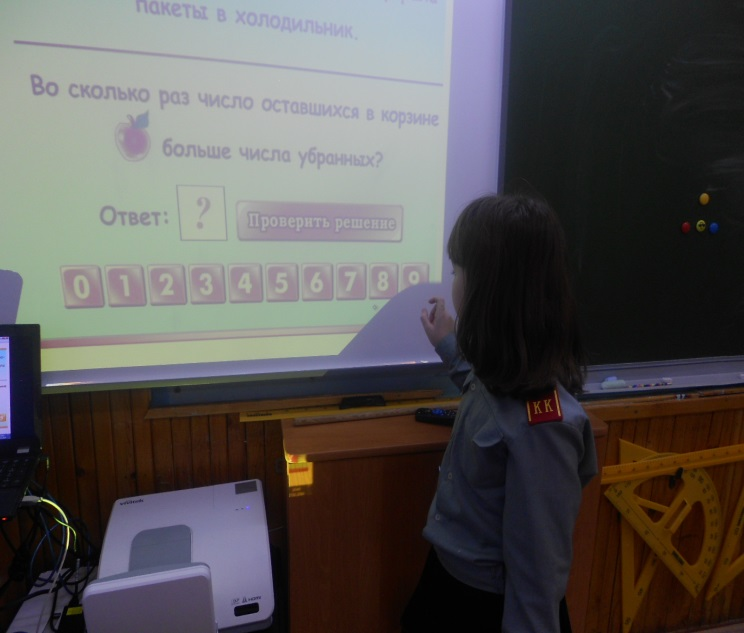 пакеты в холодильник.
Во сколько раз число оставшихся в корзине
больше числа убранных?
Ответ: ? Проверить решение
0 1 2 3 4 5 6 7 8 9
КК